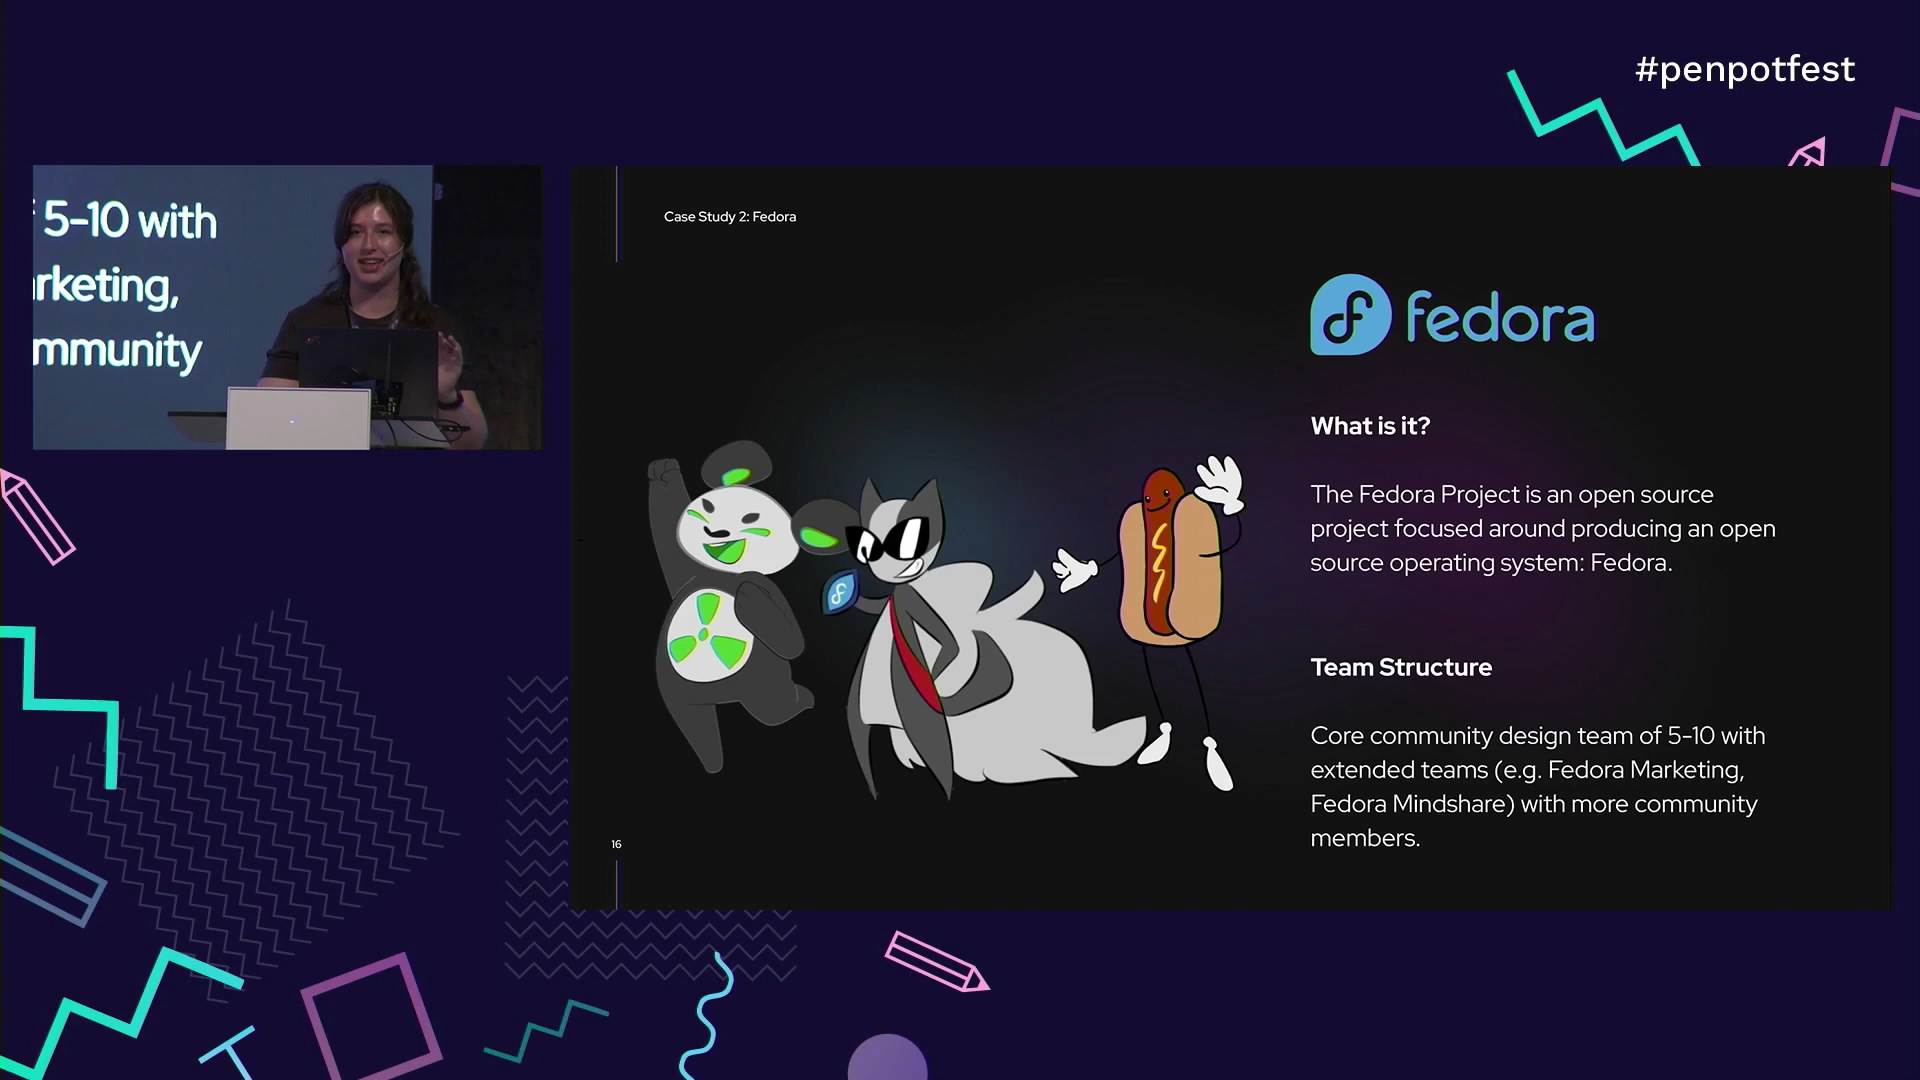 #penpotfest
5-10 with
rketing,
mmunity
Case Study 2: Fedora
fedora
What is it?
The Fedora Project is an open source
project focused around producing an open
source operating system: Fedora.
Team Structure
Core community design team of 5-10 with
extended teams (e.g. Fedora Marketing,
Fedora Mindshare) with more community
members.
16